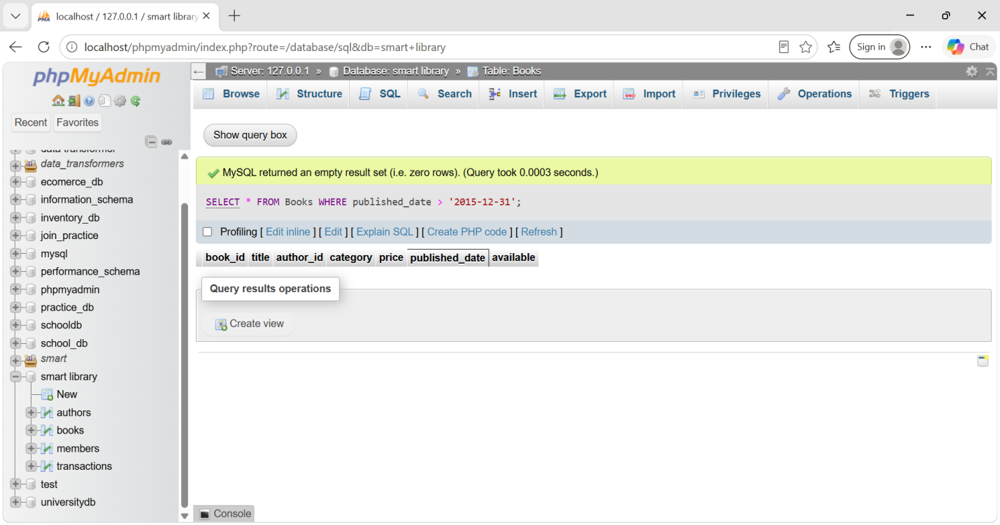 localhost / 127.0.0.1 / smart library
localhost/phpmyadmin/index.php?route=/database/sql&db=smart+library
Sign in
Chat
phpMyAdmin
Recent
Favorites
data_transformers
ecomerce_db
information_schema
inventory_db
join_practice
mysql
performance_schema
phpmyadmin
practice_db
schooldb
school_db
smart
smart library
New
authors
books
members
transactions
test
universitydb
Server: 127.0.0.1 » Database: smart library » Table: Books
Browse Structure SQL Search Insert Export Import Privileges Operations Triggers
Show query box
MySQL returned an empty result set (i.e. zero rows). (Query took 0.0003 seconds.)
SELECT * FROM Books WHERE published_date > '2015-12-31';
Profiling [ Edit inline ] [ Edit ] [ Explain SQL ] [ Create PHP code ] [ Refresh ]
book_id title author_id category price published_date available
Query results operations
Create view
Console